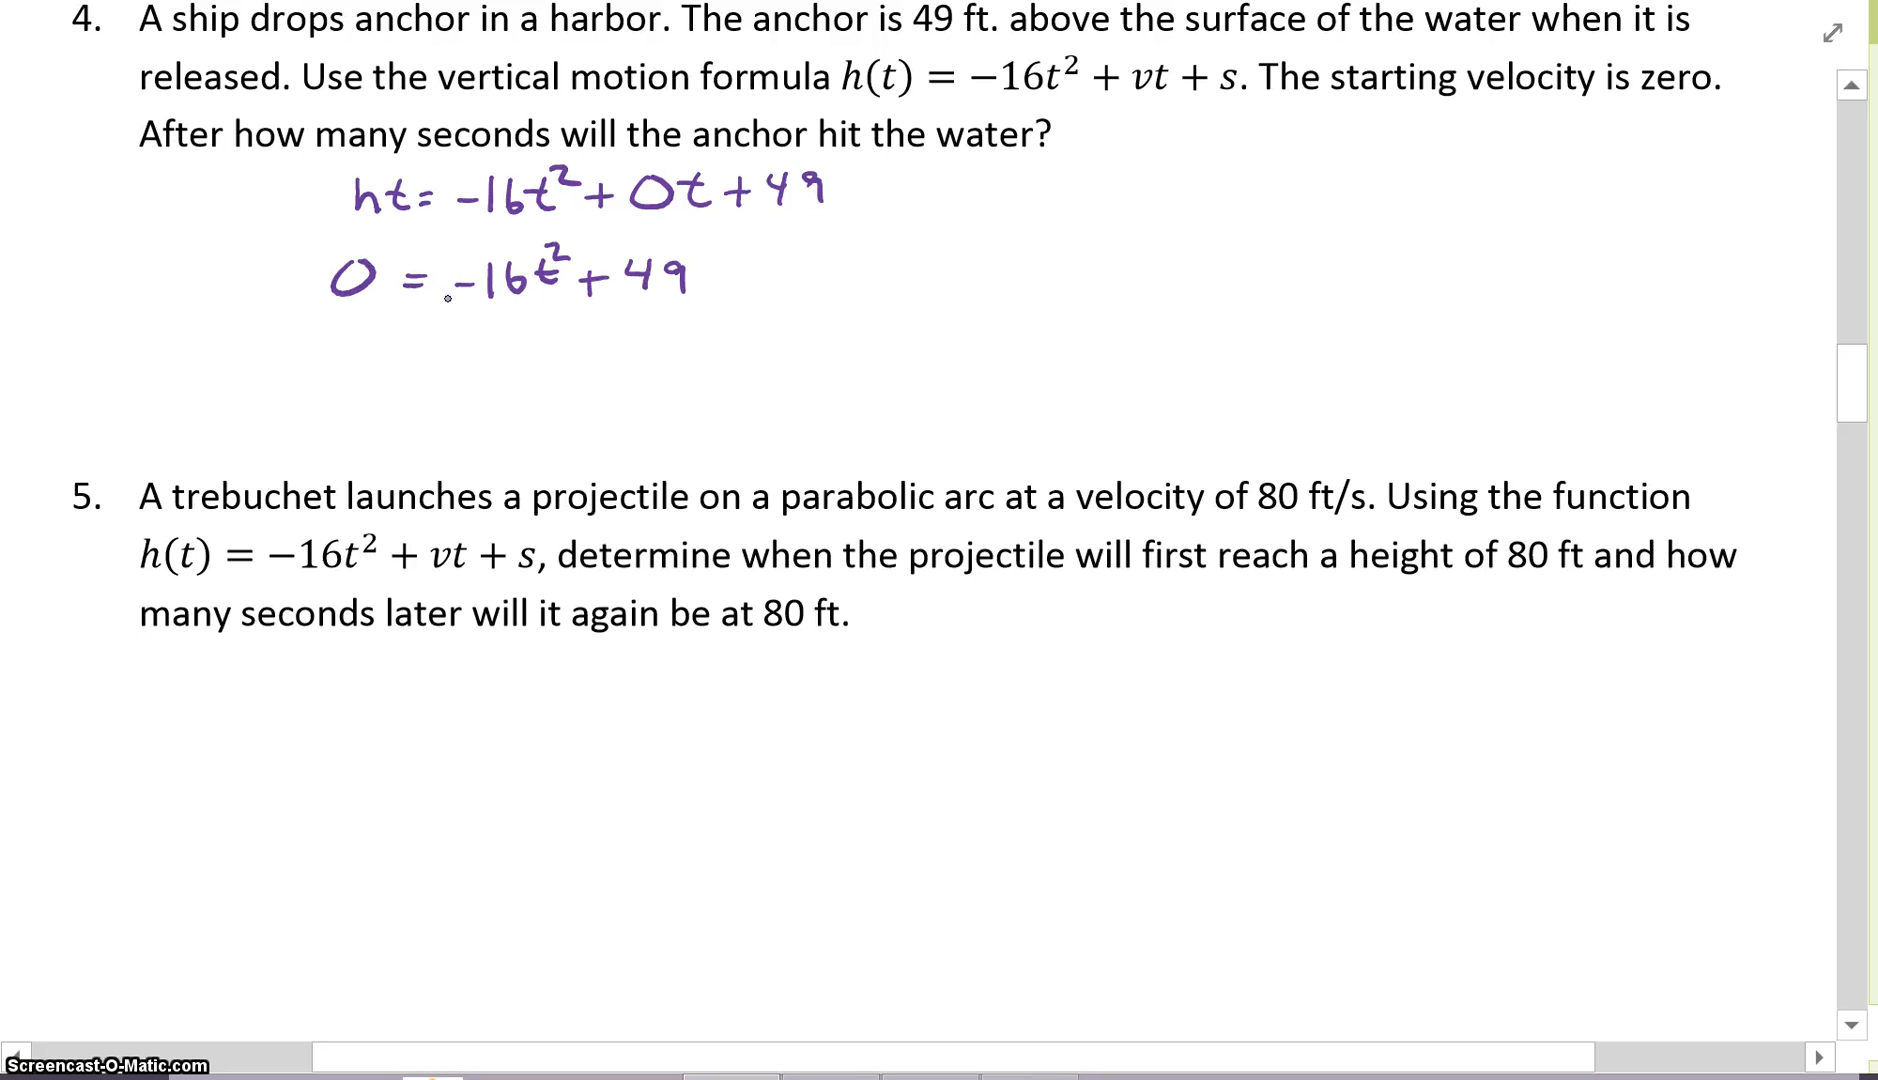 4. A ship drops anchor in a harbor. The anchor is 49 ft. above the surface of the water when it is
released. Use the vertical motion formula h(t) = −16t² + vt + s. The starting velocity is zero.
After how many seconds will the anchor hit the water?
ht = -16t² + 0t + 49
0 = -16t² + 49
5. A trebuchet launches a projectile on a parabolic arc at a velocity of 80 ft/s. Using the function
h(t) = −16t² + vt + s, determine when the projectile will first reach a height of 80 ft and how
many seconds later will it again be at 80 ft.
Screencast-O-Matic.com